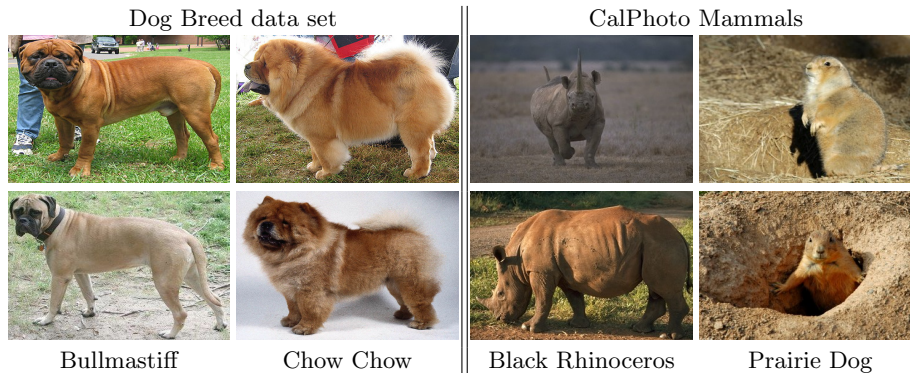 Dog Breed data set
CalPhoto Mammals
Bullmastiff
Chow Chow
Black Rhinoceros
Prairie Dog